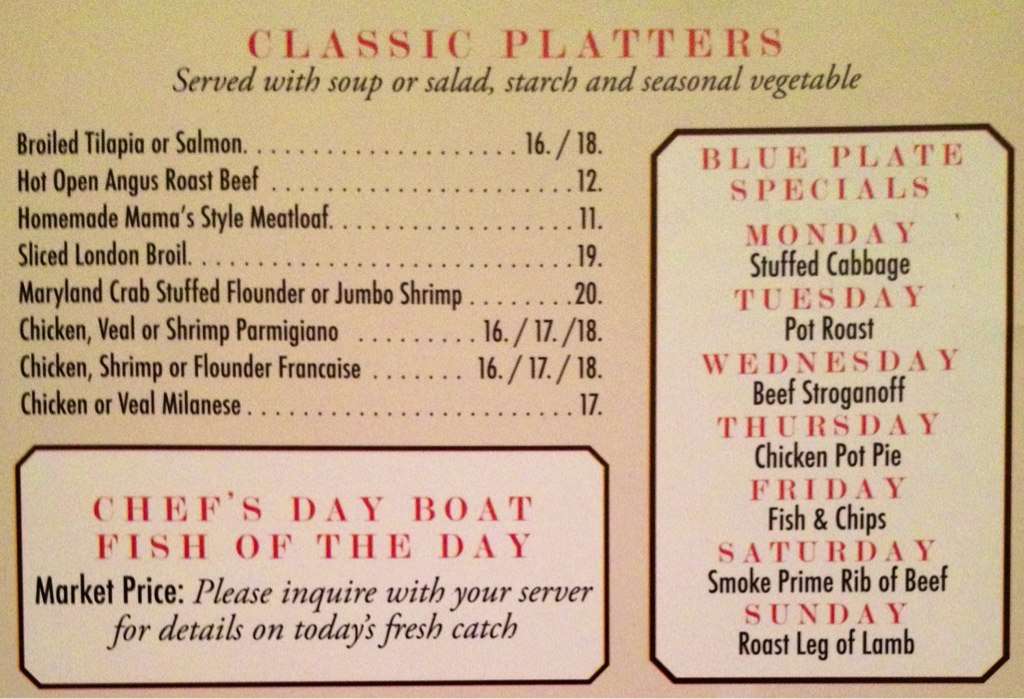 CLASSIC PLATTERS
Served with soup or salad, starch and seasonal vegetable
Broiled Tilapia or Salmon. . . . . . . . . . . . . . . . . . . 16. / 18.
Hot Open Angus Roast Beef . . . . . . . . . . . . . . . . . . . . . 12.
Homemade Mama's Style Meatloaf. . . . . . . . . . . . . . . . . 11.
Sliced London Broil. . . . . . . . . . . . . . . . . . . . . . . . . . . 19.
Maryland Crab Stuffed Flounder or Jumbo Shrimp . . . . . . . . 20.
Chicken, Veal or Shrimp Parmigiano . . . . . . . . . 16. / 17. /18.
Chicken, Shrimp or Flounder Francaise . . . . . . . 16. / 17. / 18.
Chicken or Veal Milanese . . . . . . . . . . . . . . . . . . . . . . . 17.
CHEF'S DAY BOAT
FISH OF THE DAY
Market Price: Please inquire with your server
for details on today's fresh catch
BLUE PLATE
SPECIALS
MONDAY
Stuffed Cabbage
TUESDAY
Pot Roast
WEDNESDAY
Beef Stroganoff
THURSDAY
Chicken Pot Pie
FRIDAY
Fish & Chips
SATURDAY
Smoke Prime Rib of Beef
SUNDAY
Roast Leg of Lamb